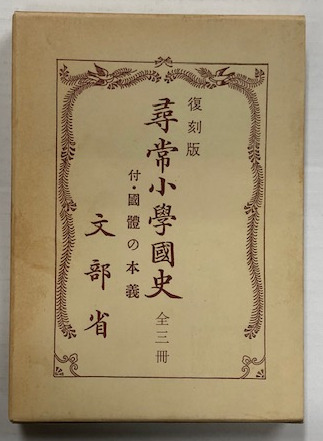 復刻版
尋常小學國史
全三冊
付・國體の本義
文部省